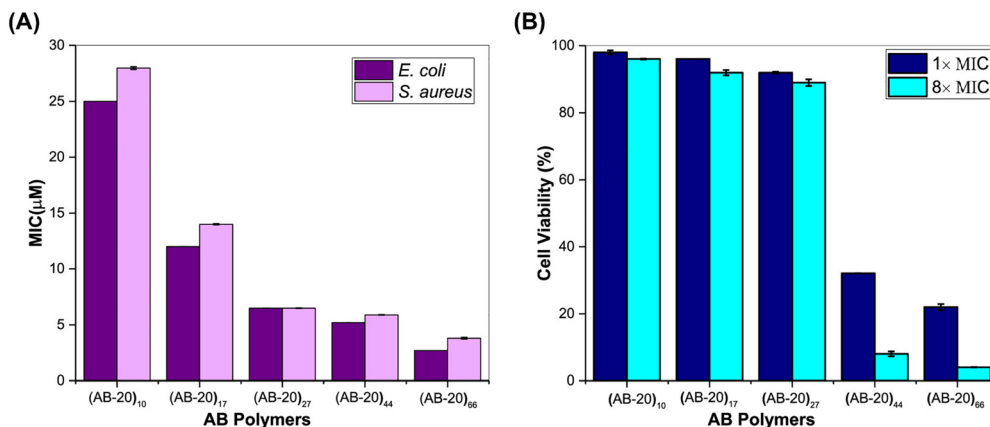 (A)
30
25
20
15
10
5
0
MIC(μM)
E. coli
S. aureus
(AB-20)10 (AB-20)17 (AB-20)27 (AB-20)44 (AB-20)66
AB Polymers
(B)
100
80
60
40
20
0
Cell Viability (%)
1× MIC
8× MIC
(AB-20)10 (AB-20)17 (AB-20)27 (AB-20)44 (AB-20)66
AB Polymers